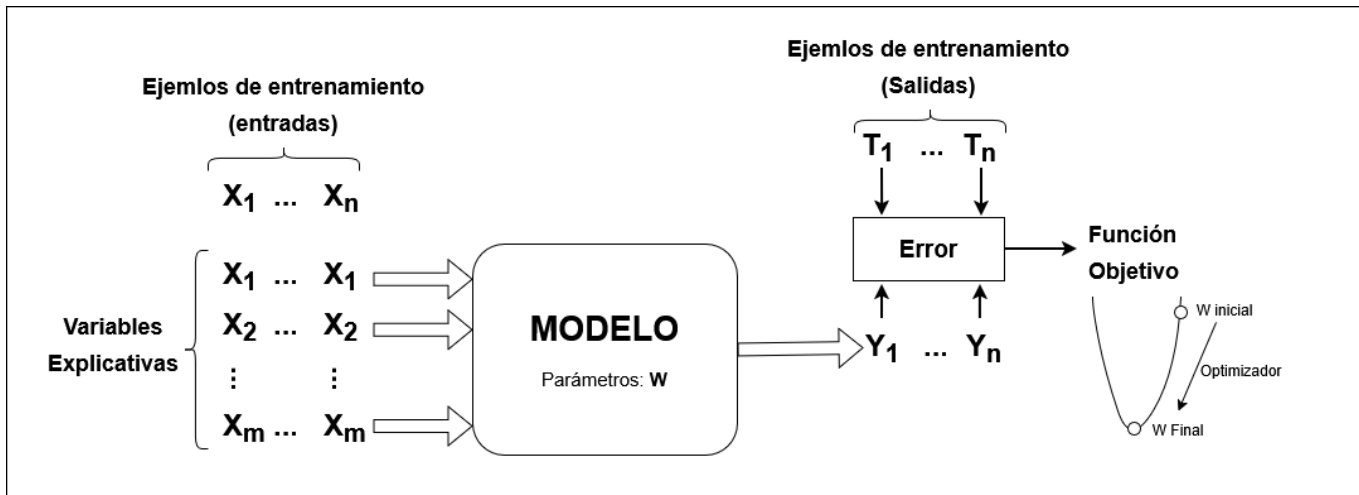 Ejemlos de entrenamiento
(entradas)
X1 ... Xn
Variables
Explicativas
X1 ... X1
X2 ... X2
⋮ ⋮
Xm ... Xm
MODELO
Parámetros: W
Ejemlos de entrenamiento
(Salidas)
T1 ... Tn
Error
Y1 ... Yn
Función
Objetivo
W inicial
Optimizador
W Final